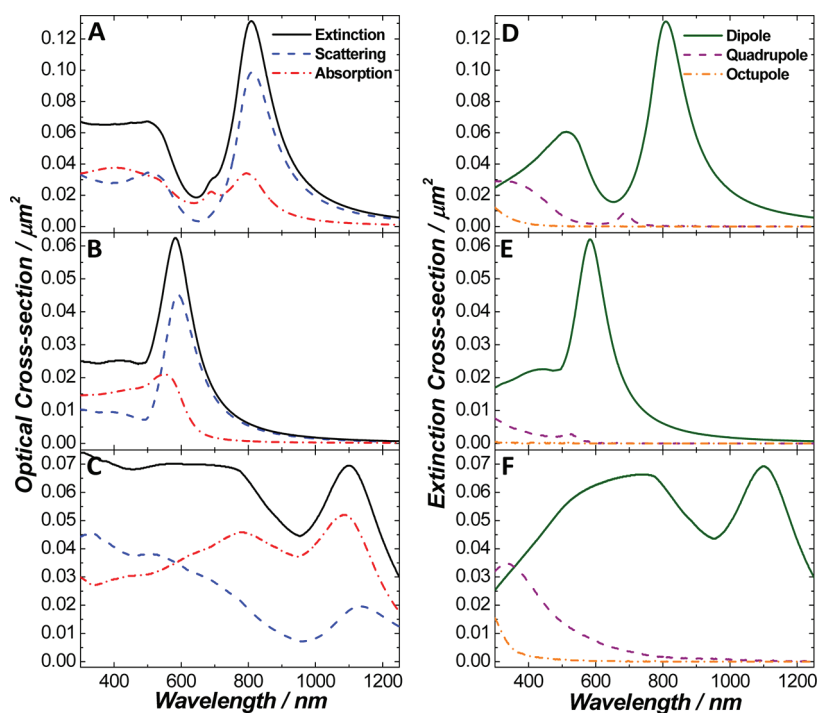 A
Extinction
Scattering
Absorption
0.12
0.10
0.08
0.06
0.04
0.02
0.00
B
0.06
0.05
0.04
0.03
0.02
0.01
0.00
C
0.07
0.06
0.05
0.04
0.03
0.02
0.01
0.00
400 600 800 1000 1200
Wavelength / nm
Optical Cross-section / μm²
D
Dipole
Quadrupole
Octupole
0.12
0.10
0.08
0.06
0.04
0.02
0.00
E
0.06
0.05
0.04
0.03
0.02
0.01
0.00
F
0.07
0.06
0.05
0.04
0.03
0.02
0.01
0.00
400 600 800 1000 1200
Wavelength / nm
Extinction Cross-section / μm²